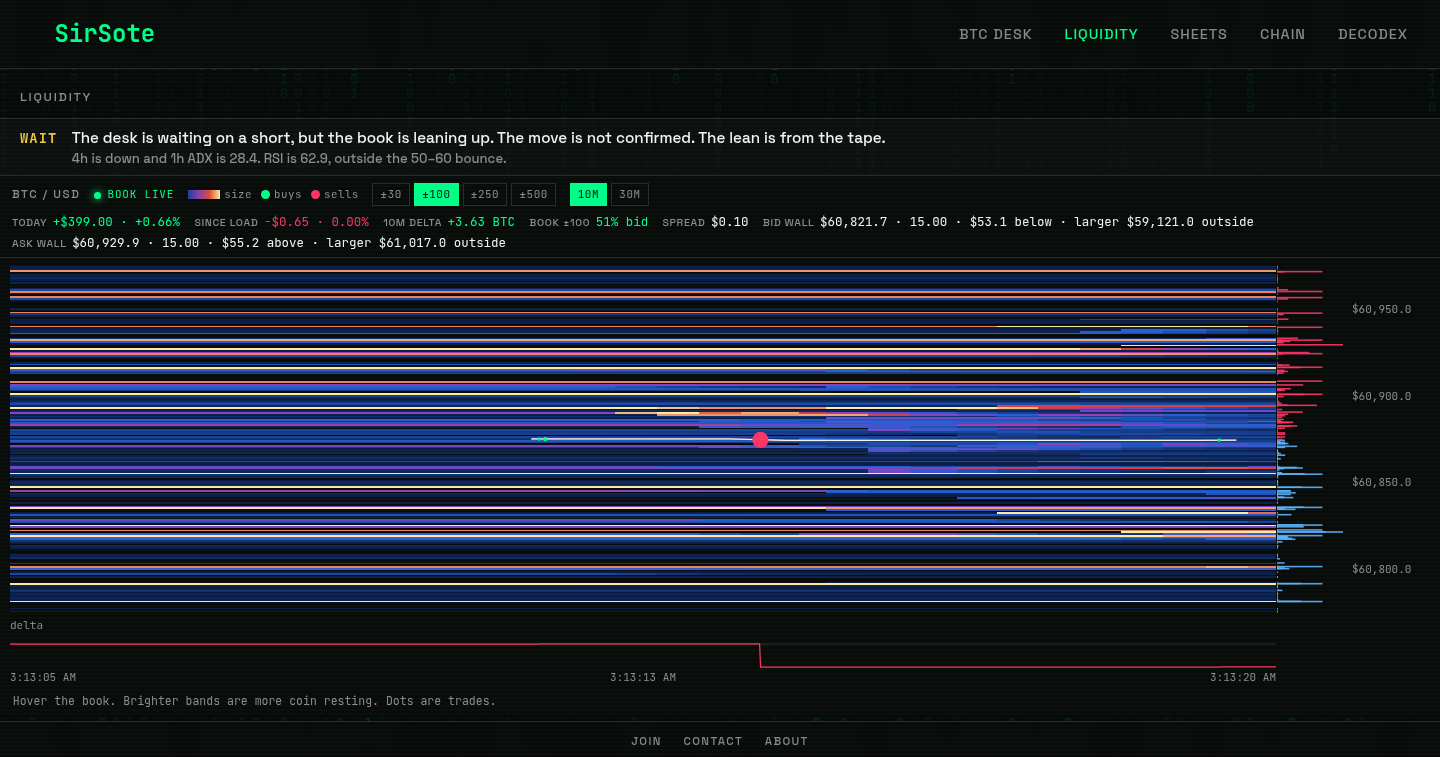 SirSote
BTC DESK LIQUIDITY SHEETS CHAIN DECODEX
LIQUIDITY
WAIT The desk is waiting on a short, but the book is leaning up. The move is not confirmed. The lean is from the tape.
4h is down and 1h ADX is 28.4. RSI is 62.9, outside the 50–60 bounce.
BTC / USD BOOK LIVE size buys sells ±30 ±100 ±250 ±500 10M 30M
TODAY +$399.00 · +0.66% SINCE LOAD -$0.65 · 0.00% 10M DELTA +3.63 BTC BOOK ±100 51% bid SPREAD $0.10 BID WALL $60,821.7 · 15.00 · $53.1 below · larger $59,121.0 outside
ASK WALL $60,929.9 · 15.00 · $55.2 above · larger $61,017.0 outside
$60,950.0
$60,900.0
$60,850.0
$60,800.0
delta
3:13:05 AM 3:13:13 AM 3:13:20 AM
Hover the book. Brighter bands are more coin resting. Dots are trades.
JOIN CONTACT ABOUT